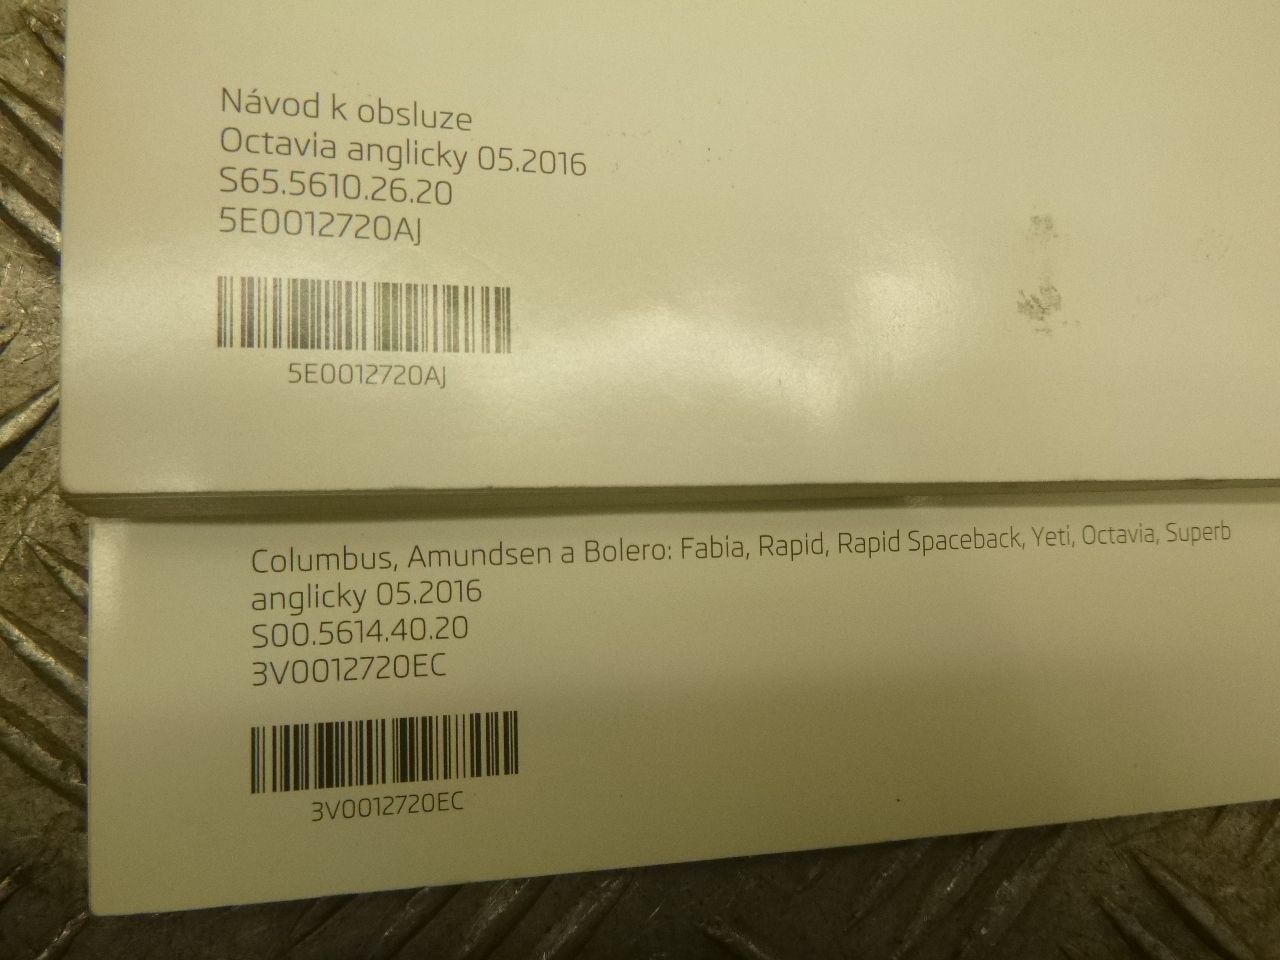 Návod k obsluze
Octavia anglicky 05.2016
S65.5610.26.20
5E0012720AJ
5E0012720AJ
Columbus, Amundsen a Bolero: Fabia, Rapid, Rapid Spaceback, Yeti, Octavia, Superb
anglicky 05.2016
S00.5614.40.20
3V0012720EC
3V0012720EC